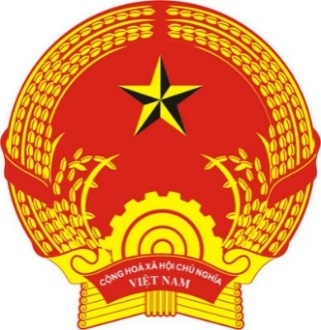 CỘNG HOÀ XÃ HỘI CHỦ NGHĨA
VIỆT NAM